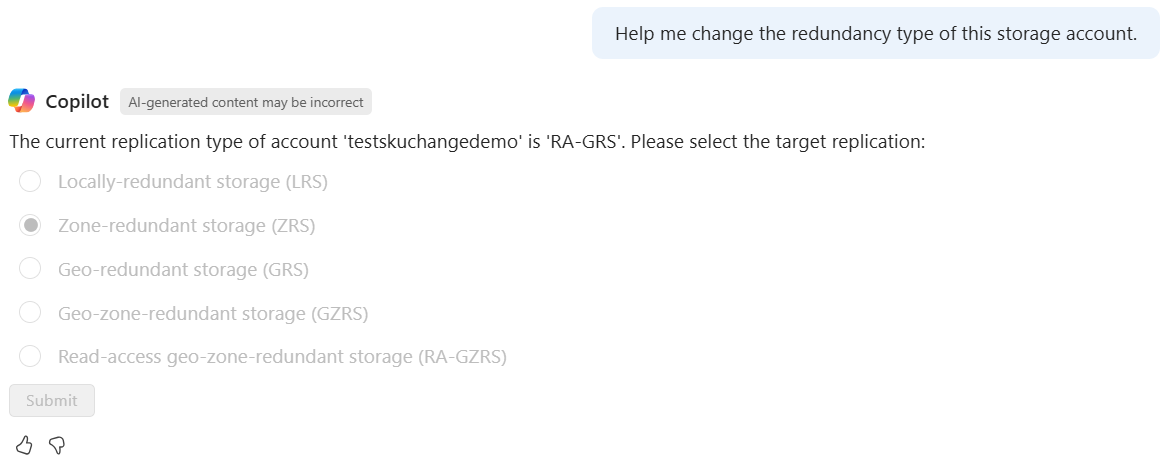 Help me change the redundancy type of this storage account.
Copilot AI-generated content may be incorrect
The current replication type of account 'testskuchangedemo' is 'RA-GRS'. Please select the target replication:
Locally-redundant storage (LRS)
Zone-redundant storage (ZRS)
Geo-redundant storage (GRS)
Geo-zone-redundant storage (GZRS)
Read-access geo-zone-redundant storage (RA-GZRS)
Submit